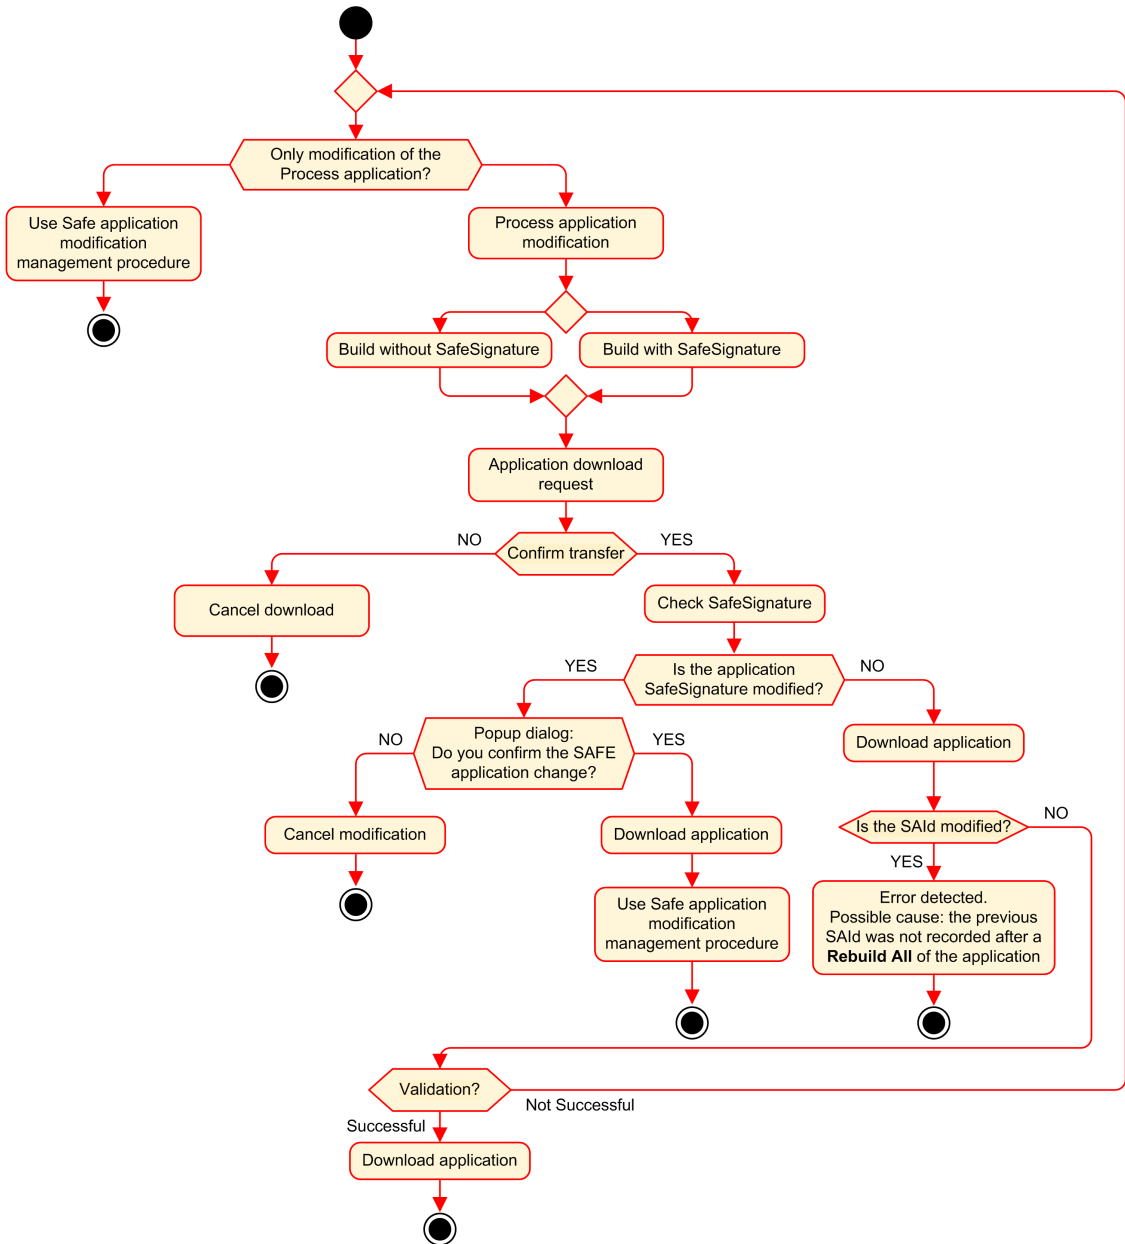 Only modification of the
Process application?
Use Safe application
modification
management procedure
Process application
modification
Build without SafeSignature
Build with SafeSignature
Application download
request
NO
Confirm transfer
YES
Cancel download
Check SafeSignature
YES
Is the application
SafeSignature modified?
NO
NO
Popup dialog:
Do you confirm the SAFE
application change?
YES
Download application
Cancel modification
Download application
Is the SAId modified?
NO
YES
Use Safe application
modification
management procedure
Error detected.
Possible cause: the previous
SAId was not recorded after a
Rebuild All of the application
Validation?
Not Successful
Successful
Download application